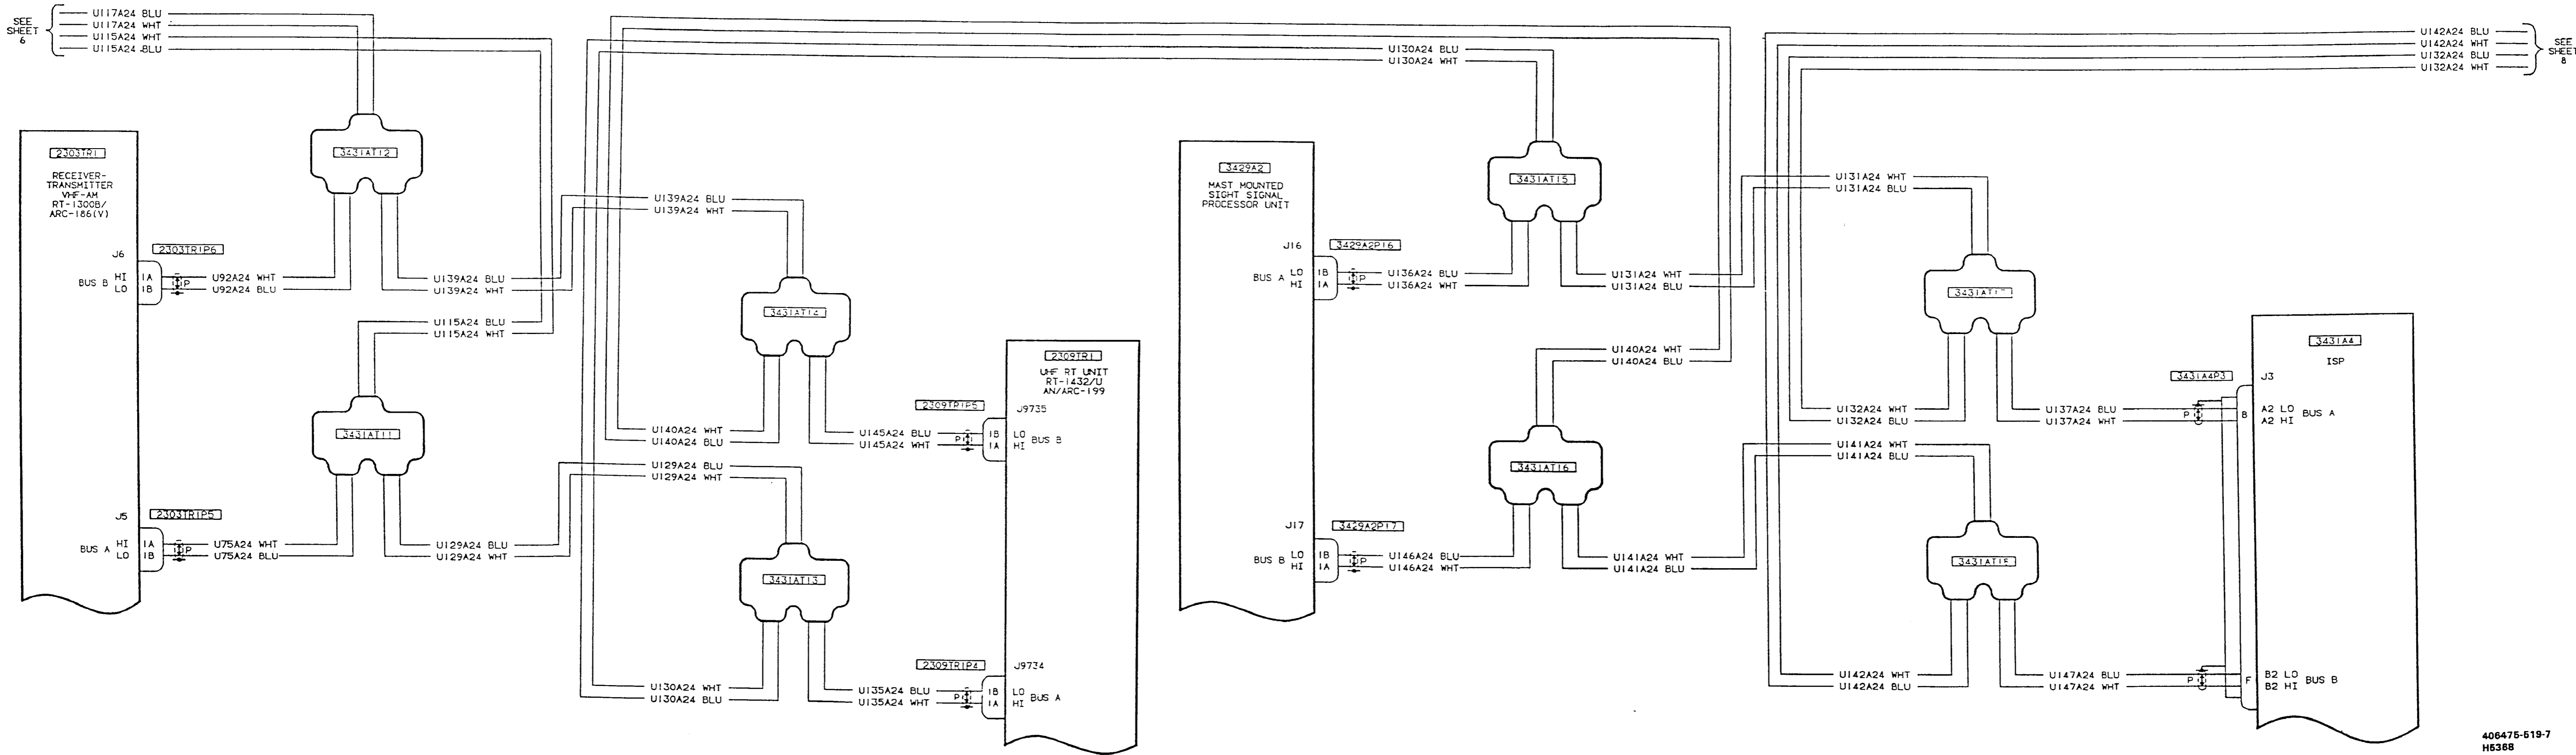 SEE
SHEET
6
U117A24 BLU
U117A24 WHT
U115A24 WHT
U115A24 BLU
2303TR1
RECEIVER-
TRANSMITTER
VHF-AM
RT-1300B/
ARC-186(V)
J6
2303TR1P6
BUS B
HI 1A
LO 1B
P
U92A24 WHT
U92A24 BLU
J5
2303TR1P5
BUS A
HI 1A
LO 1B
P
U75A24 WHT
U75A24 BLU
3431AT12
U139A24 BLU
U139A24 WHT
U115A24 BLU
U115A24 WHT
3431AT11
U129A24 BLU
U129A24 WHT
U139A24 BLU
U139A24 WHT
3431AT14
U140A24 WHT
U140A24 BLU
U145A24 BLU
U145A24 WHT
U129A24 BLU
U129A24 WHT
3431AT13
U130A24 WHT
U130A24 BLU
U135A24 BLU
U135A24 WHT
2309TR1
UHF RT UNIT
RT-1432/U
AN/ARC-199
2309TR1P5
J9735
P
1B LO
1A HI
BUS B
2309TR1P4
J9734
P
1B LO
1A HI
BUS A
U130A24 BLU
U130A24 WHT
3429A2
MAST MOUNTED
SIGHT SIGNAL
PROCESSOR UNIT
J16
3429A2P16
BUS A
LO 1B
HI 1A
P
U136A24 BLU
U136A24 WHT
J17
3429A2P17
BUS B
LO 1B
HI 1A
P
U146A24 BLU
U146A24 WHT
3431AT15
U131A24 WHT
U131A24 BLU
U140A24 WHT
U140A24 BLU
3431AT16
U141A24 WHT
U141A24 BLU
U131A24 WHT
U131A24 BLU
U132A24 WHT
U132A24 BLU
U137A24 BLU
U137A24 WHT
U141A24 WHT
U141A24 BLU
U142A24 WHT
U142A24 BLU
U147A24 BLU
U147A24 WHT
U142A24 BLU
U142A24 WHT
U132A24 BLU
U132A24 WHT
SEE
SHEET
8
3431A4
ISP
3431A4P3
J3
P
B
A2 LO
A2 HI
BUS A
P
F
B2 LO
B2 HI
BUS B
406475-519-7
H5368